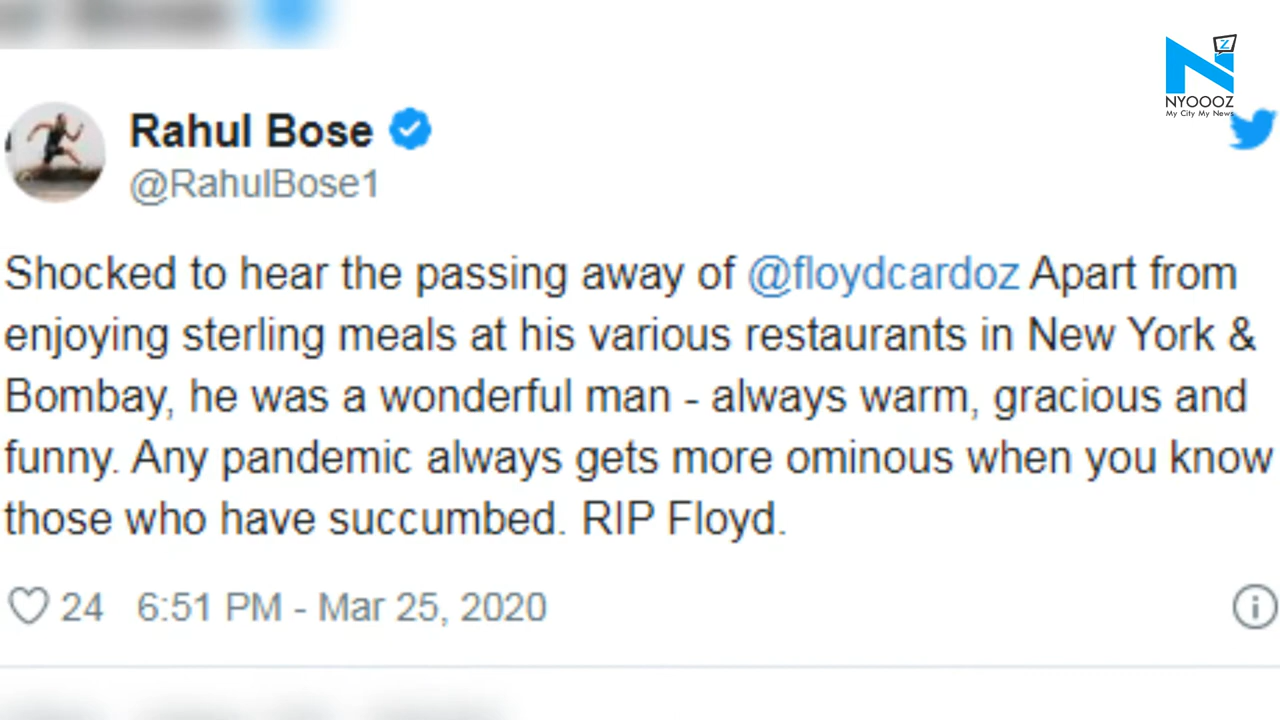 NYOOOZ
My City My News
Rahul Bose
@RahulBose1
Shocked to hear the passing away of @floydcardoz Apart from
enjoying sterling meals at his various restaurants in New York &
Bombay, he was a wonderful man - always warm, gracious and
funny. Any pandemic always gets more ominous when you know
those who have succumbed. RIP Floyd.
24 6:51 PM - Mar 25, 2020